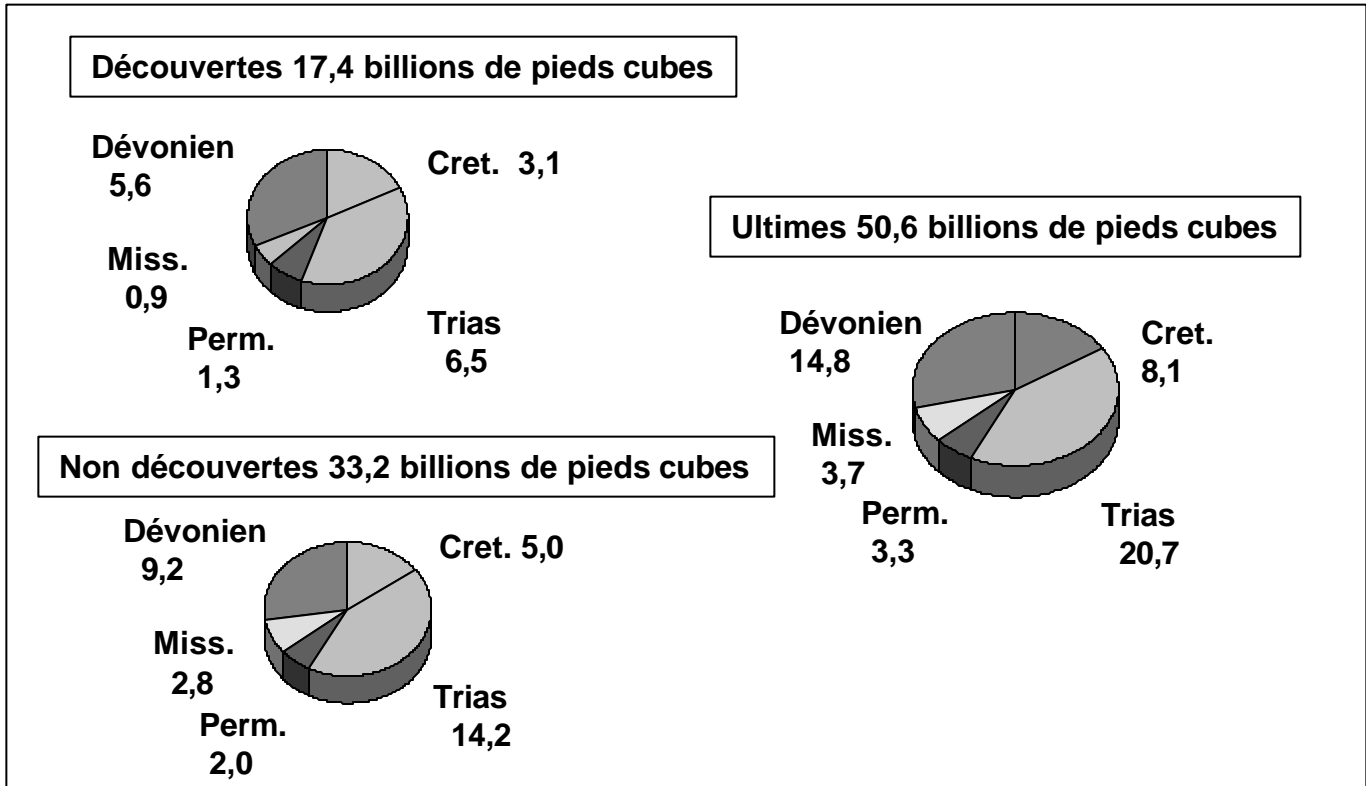 Découvertes 17,4 billions de pieds cubes
Dévonien
5,6
Cret. 3,1
Miss.
0,9
Perm.
1,3
Trias
6,5
Ultimes 50,6 billions de pieds cubes
Dévonien
14,8
Cret.
8,1
Miss.
3,7
Perm.
3,3
Trias
20,7
Non découvertes 33,2 billions de pieds cubes
Dévonien
9,2
Cret. 5,0
Miss.
2,8
Perm.
2,0
Trias
14,2